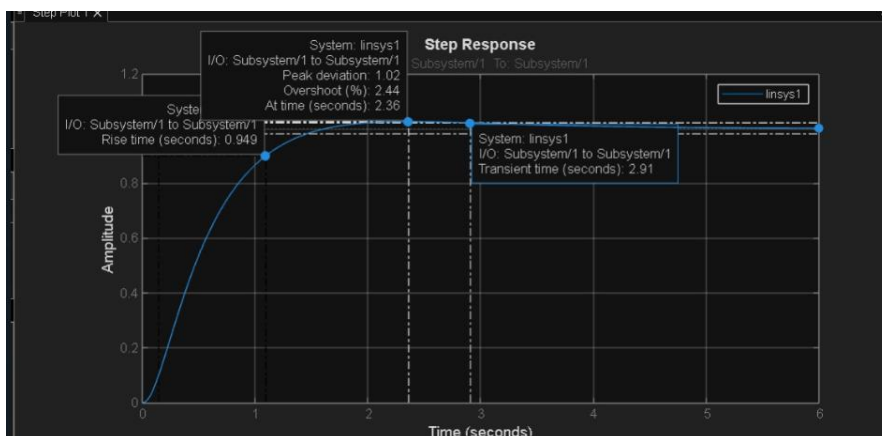 Step Plot 1 X
Step Response
Subsystem/1 To: Subsystem/1
System: linsys1
I/O: Subsystem/1 to Subsystem/1
Peak deviation: 1.02
Overshoot (%): 2.44
At time (seconds): 2.36
Syste
I/O: Subsystem/1 to Subsystem/1
Rise time (seconds): 0.949
linsys1
System: linsys1
I/O: Subsystem/1 to Subsystem/1
Transient time (seconds): 2.91
Amplitude
1.2
0.8
0.6
0.4
0.2
0
0 1 2 3 4 5 6
Time (seconds)